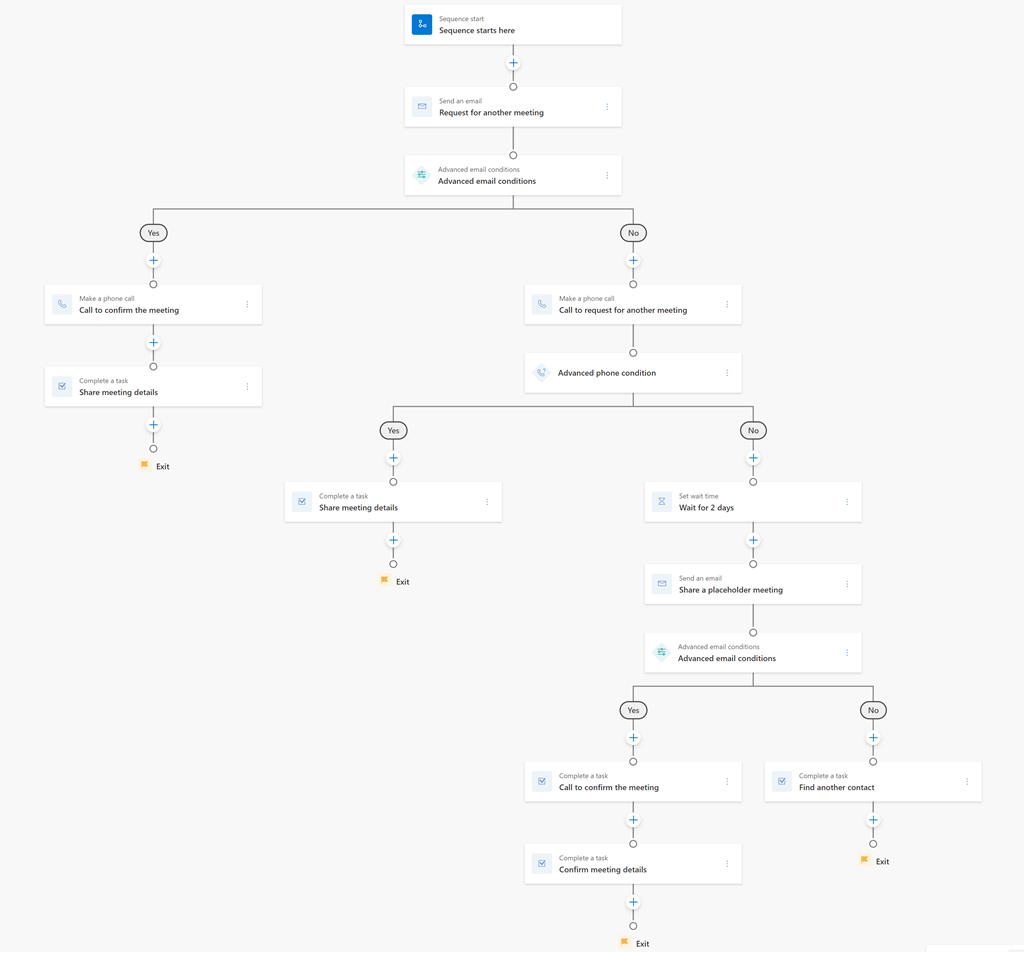 Sequence start
Sequence starts here
Send an email
Request for another meeting
Advanced email conditions
Advanced email conditions
Yes
No
Make a phone call
Call to confirm the meeting
Make a phone call
Call to request for another meeting
Complete a task
Share meeting details
Advanced phone condition
Exit
Yes
No
Complete a task
Share meeting details
Set wait time
Wait for 2 days
Exit
Send an email
Share a placeholder meeting
Advanced email conditions
Advanced email conditions
Yes
No
Complete a task
Call to confirm the meeting
Complete a task
Find another contact
Complete a task
Confirm meeting details
Exit
Exit